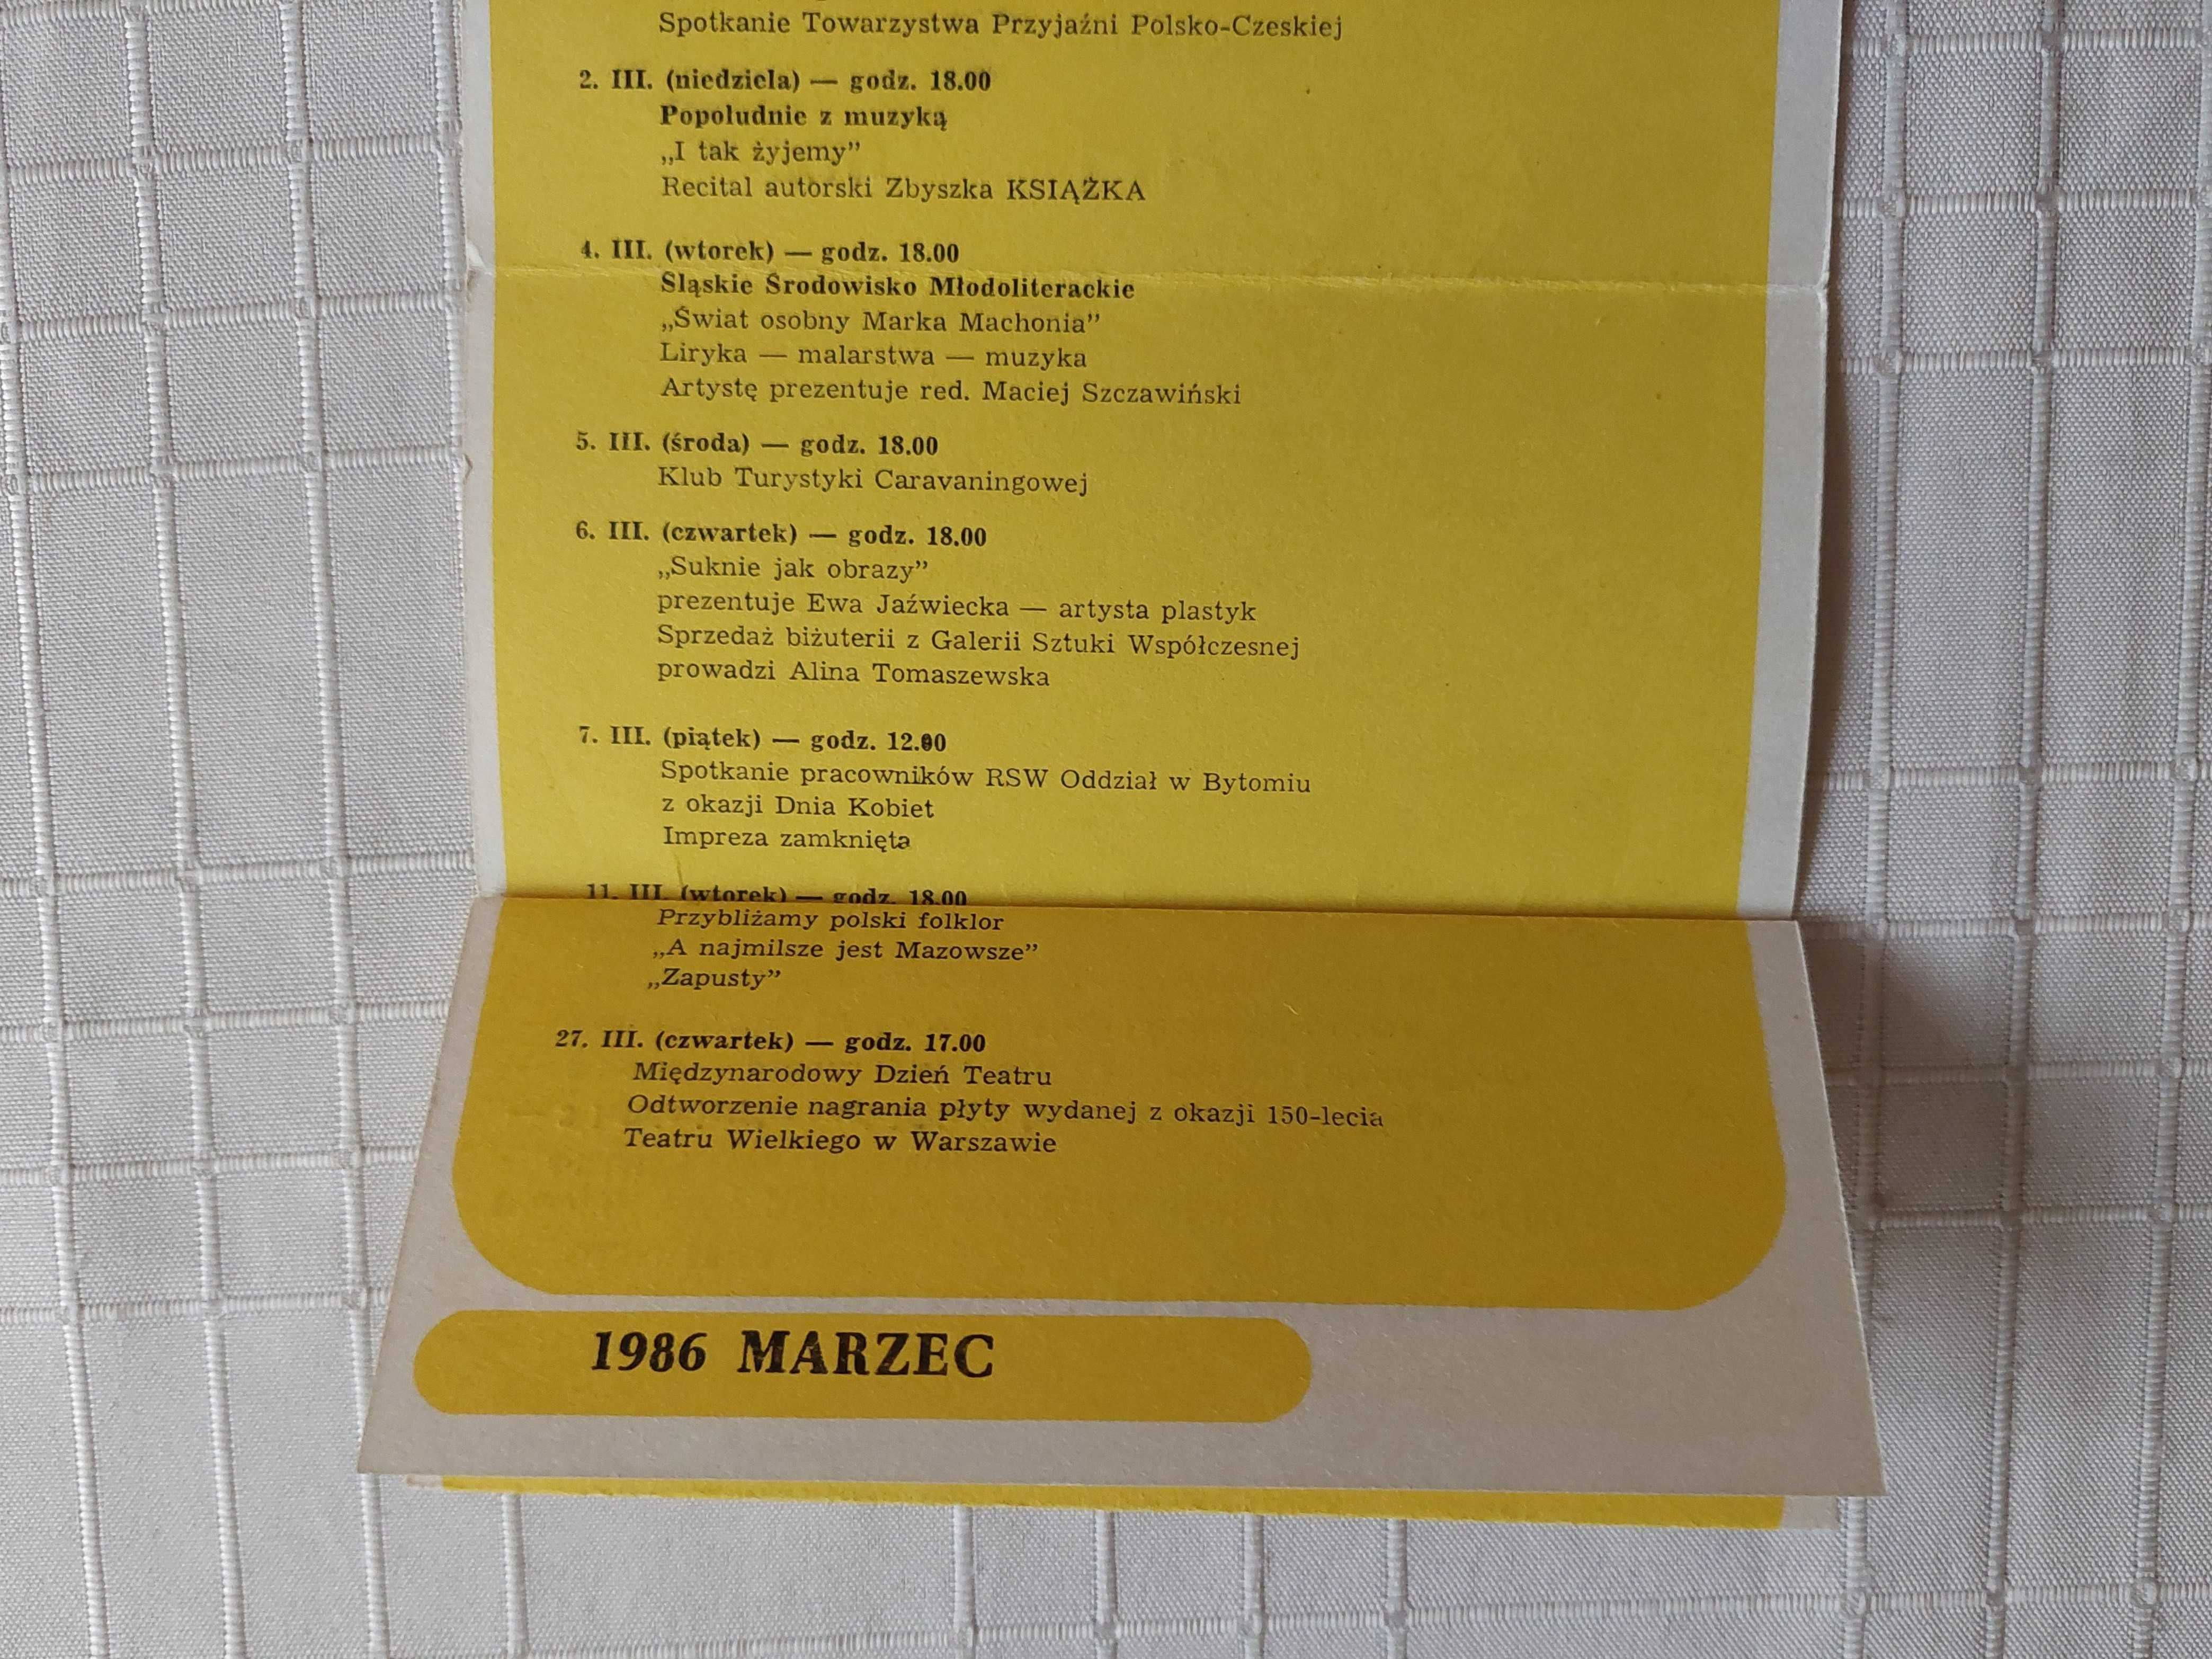 Spotkanie Towarzystwa Przyjaźni Polsko-Czeskiej
2. III. (niedziela) — godz. 18.00
Popoludnie z muzyką
„I tak żyjemy”
Recital autorski Zbyszka KSIĄŻKA
4. III. (wtorek) — godz. 18.00
Sląskie Środowisko Młodoliterackie
„Świat osobny Marka Machonia”
Liryka — malarstwa — muzyka
Artystę prezentuje red. Maciej Szczawiński
5. III. (środa) — godz. 18.00
Klub Turystyki Caravaningowej
6. III. (czwartek) — godz. 18.00
„Suknie jak obrazy”
prezentuje Ewa Jaźwiecka — artysta plastyk
Sprzedaż biżuterii z Galerii Sztuki Współczesnej
prowadzi Alina Tomaszewska
7. III. (piątek) — godz. 12.00
Spotkanie pracowników RSW Oddział w Bytomiu
z okazji Dnia Kobiet
Impreza zamknięta
11. III. (wtorek) — godz. 18.00
Przybliżamy polski folklor
„A najmilsze jest Mazowsze”
„Zapusty”
27. III. (czwartek) — godz. 17.00
Międzynarodowy Dzień Teatru
Odtworzenie nagrania płyty wydanej z okazji 150-lecia
Teatru Wielkiego w Warszawie
1986 MARZEC